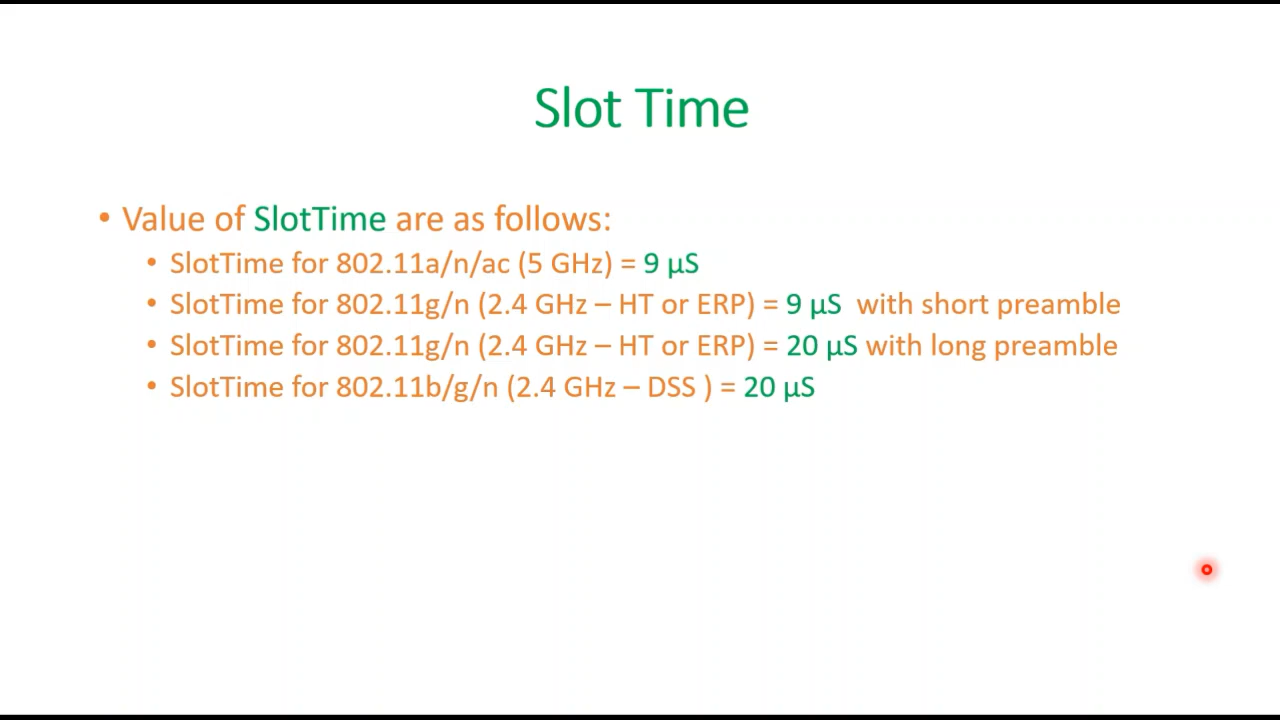 Slot Time
• Value of SlotTime are as follows:
• SlotTime for 802.11a/n/ac (5 GHz) = 9 µS
• SlotTime for 802.11g/n (2.4 GHz – HT or ERP) = 9 µS with short preamble
• SlotTime for 802.11g/n (2.4 GHz – HT or ERP) = 20 µS with long preamble
• SlotTime for 802.11b/g/n (2.4 GHz – DSS ) = 20 µS